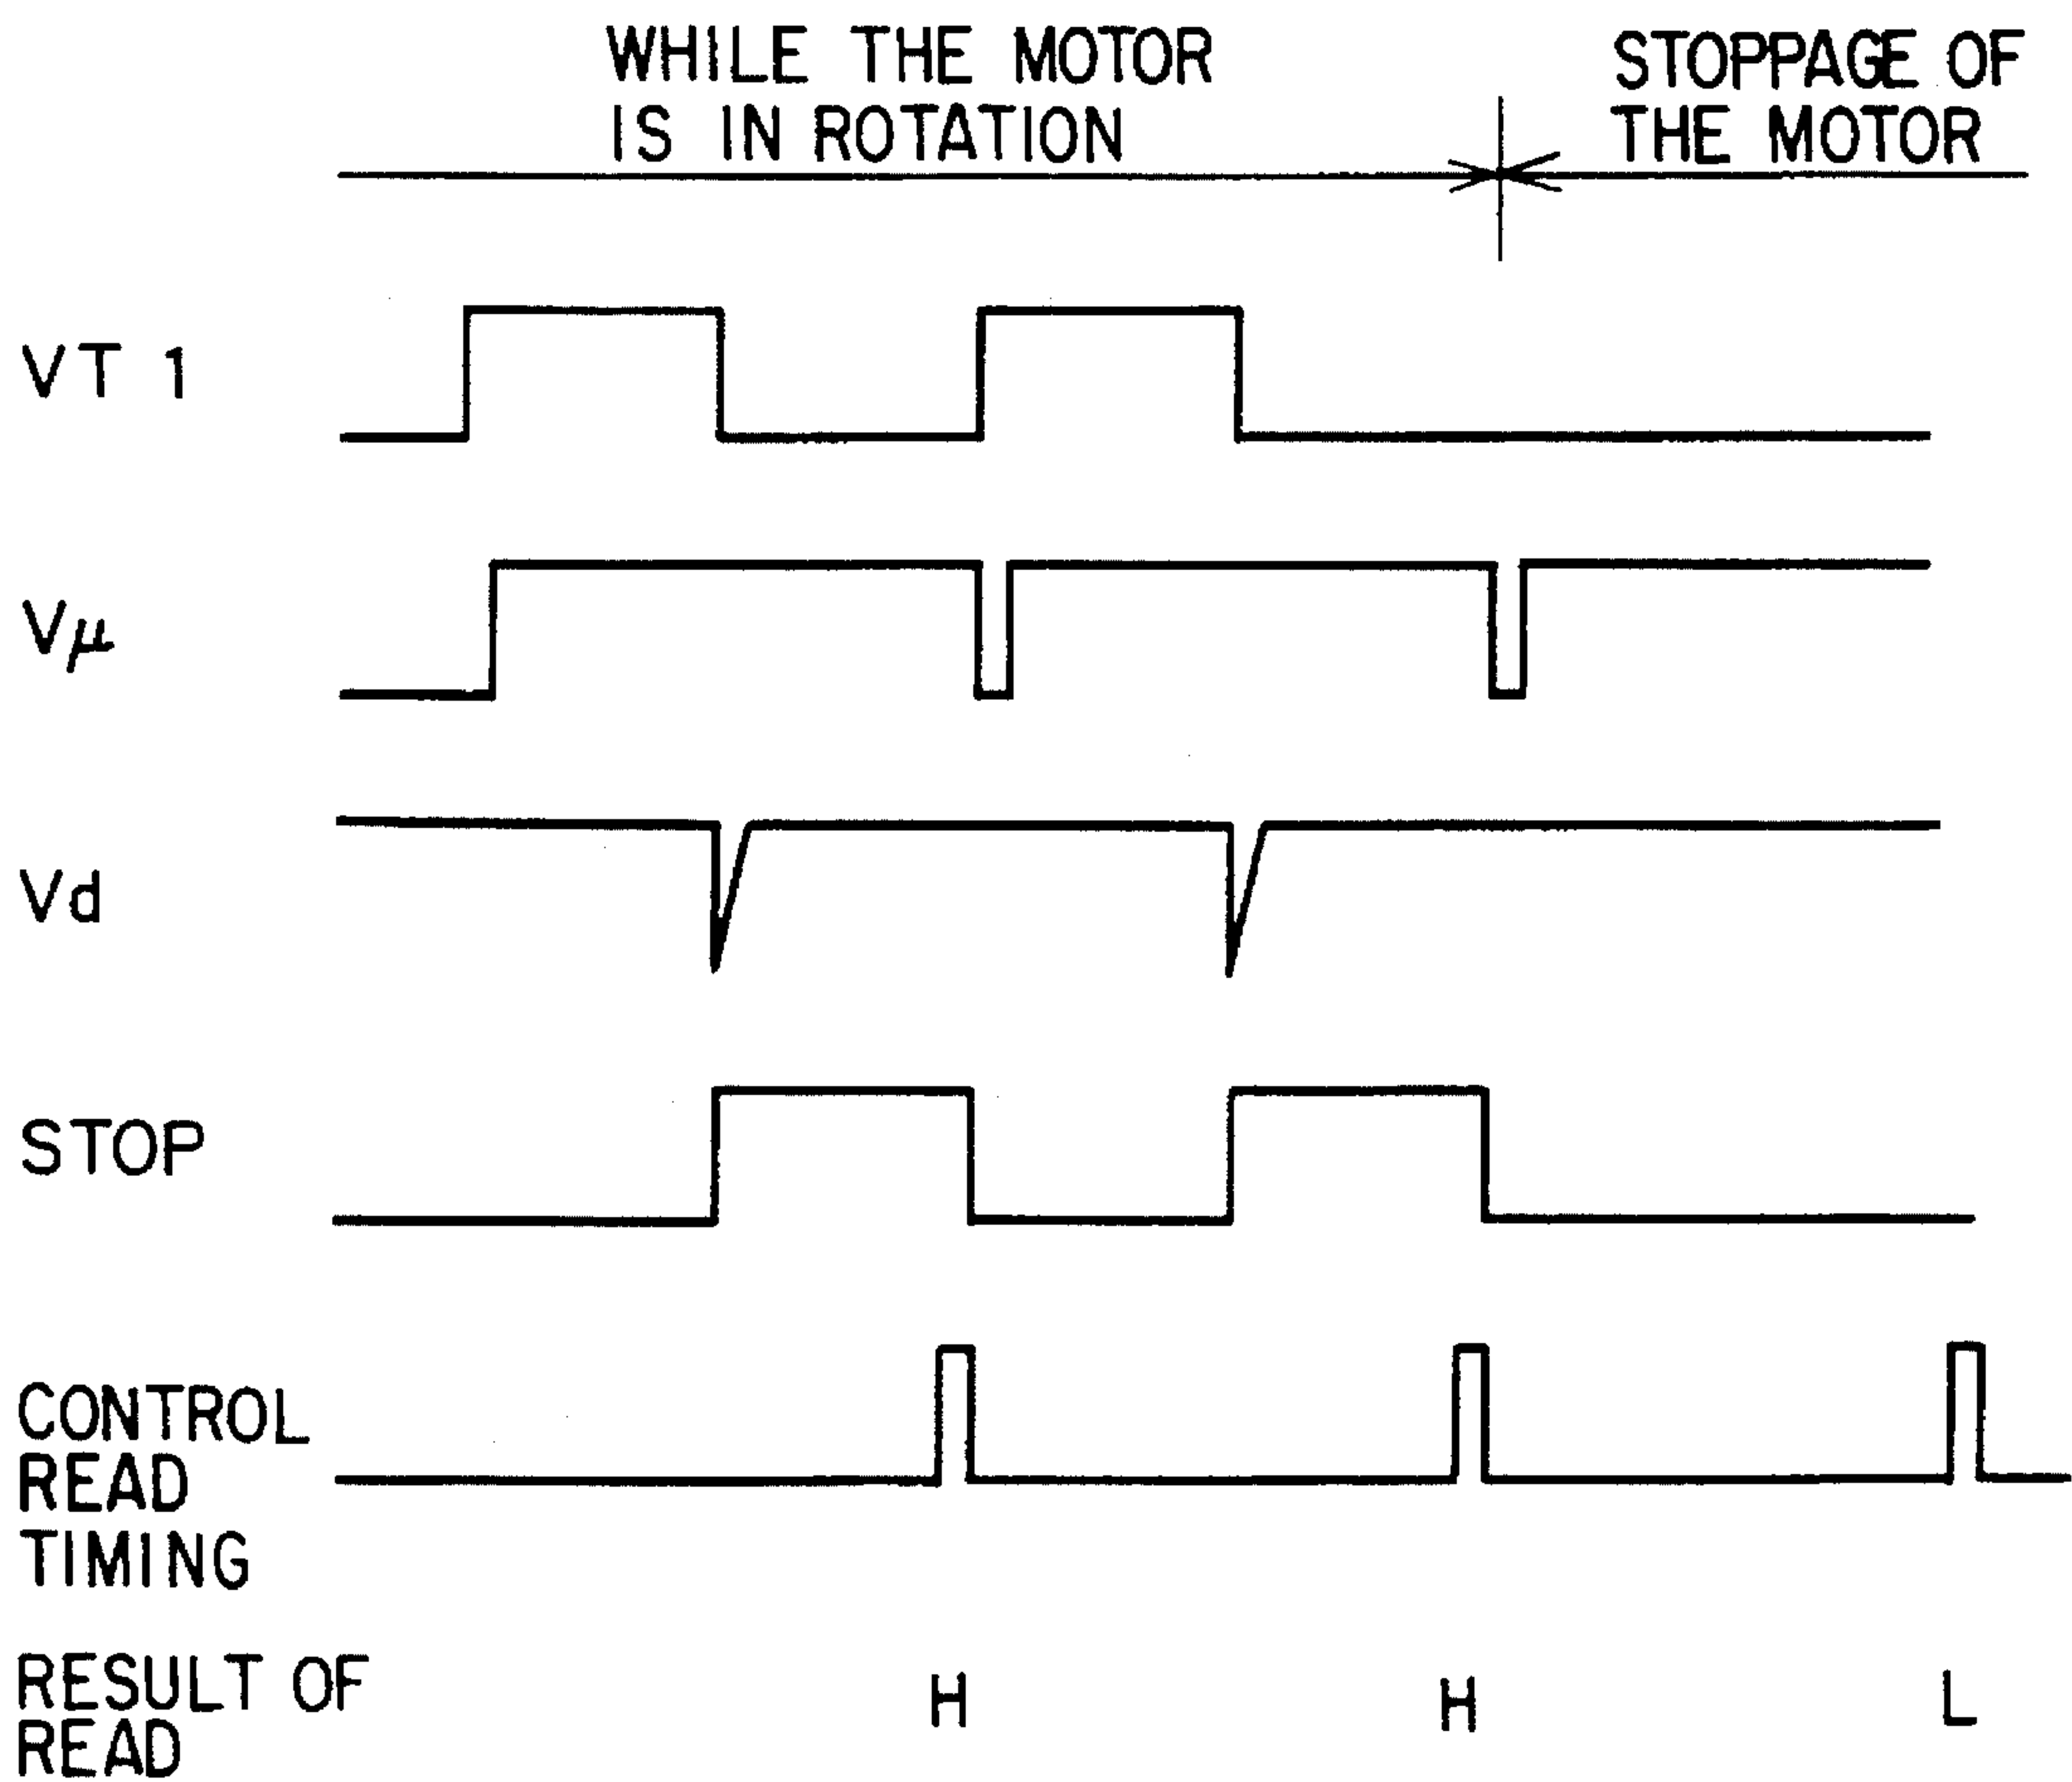 WHILE THE MOTOR
IS IN ROTATION
STOPPAGE OF
THE MOTOR
VT 1
Vμ
Vd
STOP
CONTROL
READ
TIMING
RESULT OF
READ
H H L